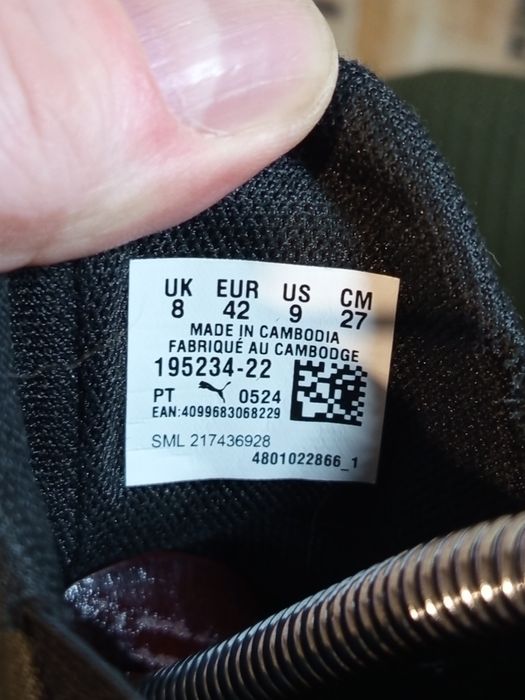 UK EUR US CM
8 42 9 27
MADE IN CAMBODIA
FABRIQUÉ AU CAMBODGE
195234-22
PT 0524
EAN:4099683068229
SML 217436928
4801022866_1